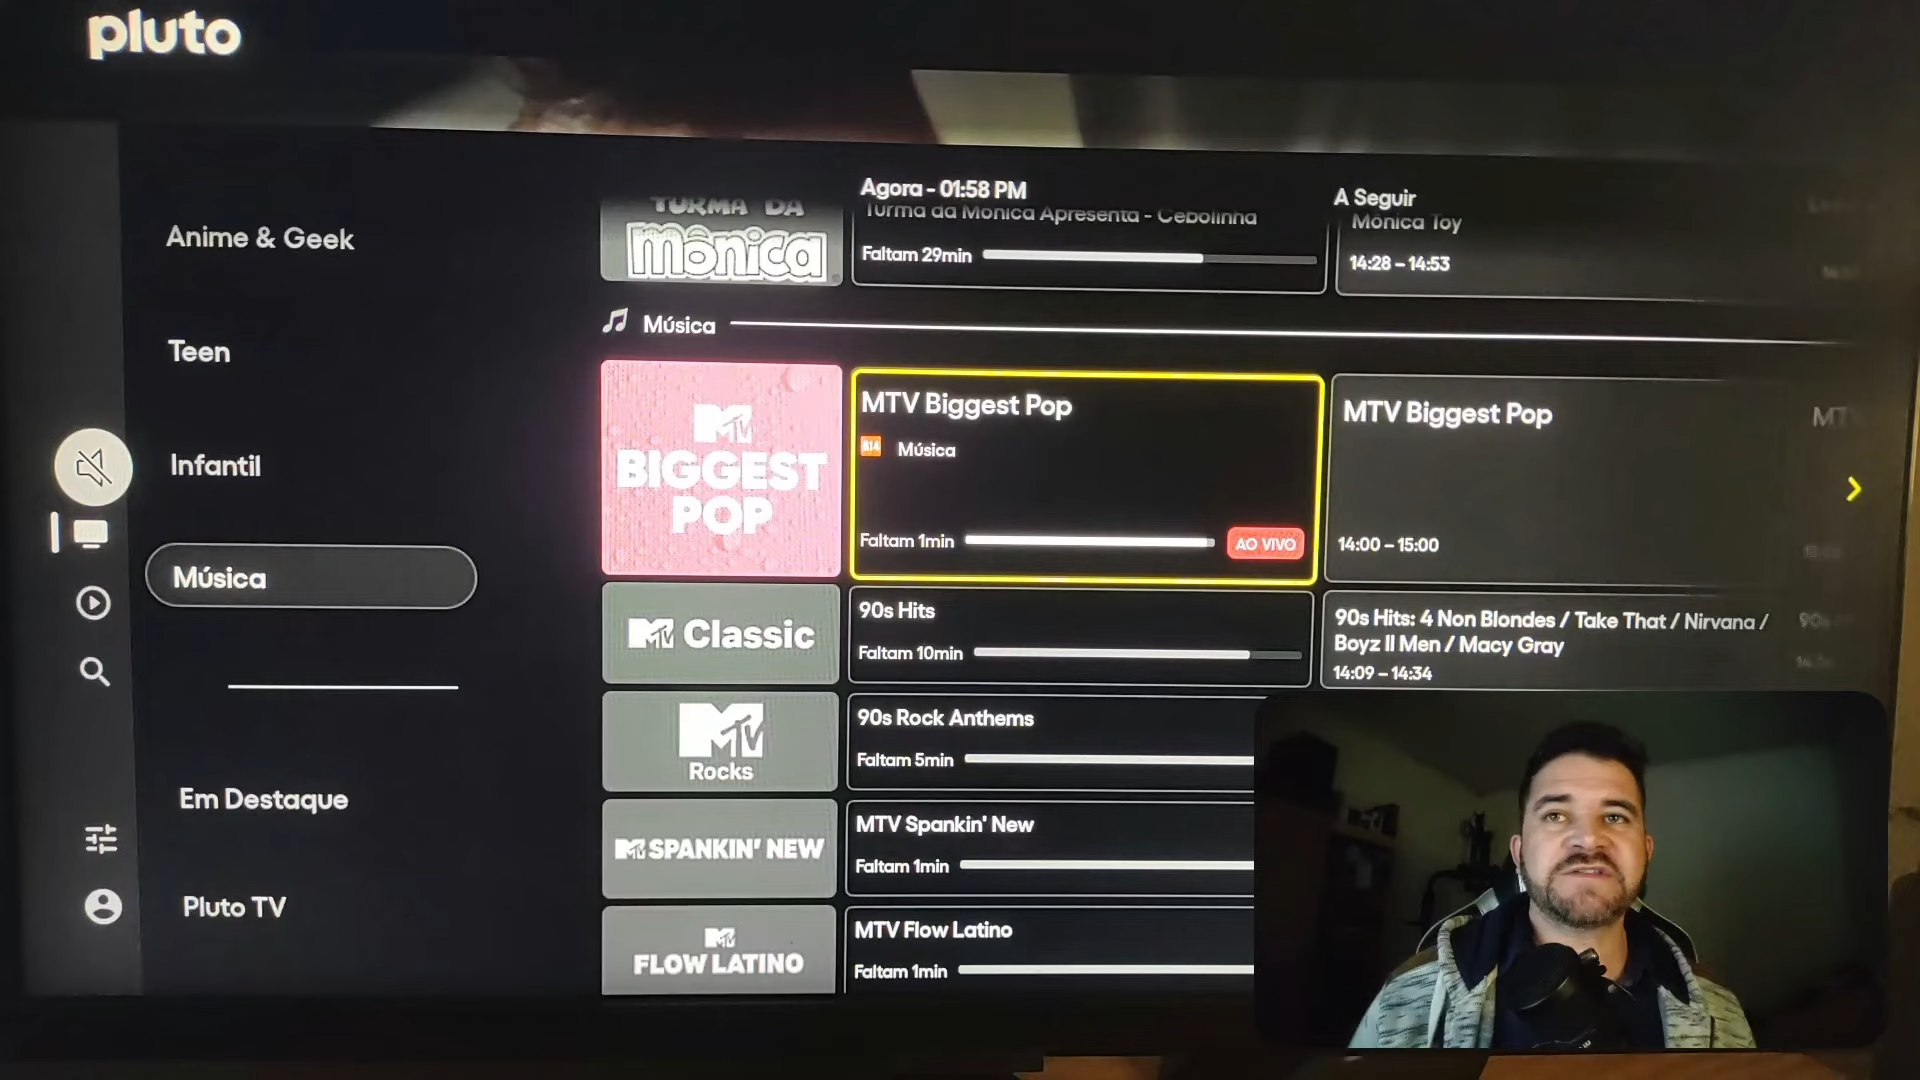 pluto
Anime & Geek
Teen
Infantil
Música
Em Destaque
Pluto TV
Agora - 01:58 PM
A Seguir
TURMA DA
Mônica
Turma da Mônica Apresenta - Cebolinha
Faltam 29min
Mônica Toy
14:28 – 14:53
Música
MTV
BIGGEST
POP
MTV Biggest Pop
A14
Música
Faltam 1min
AO VIVO
MTV Biggest Pop
14:00 – 15:00
MTV Classic
90s Hits
Faltam 10min
90s Hits: 4 Non Blondes / Take That / Nirvana /
Boyz II Men / Macy Gray
14:09 – 14:34
MTV
Rocks
90s Rock Anthems
Faltam 5min
MTV SPANKIN' NEW
MTV Spankin' New
Faltam 1min
MTV
FLOW LATINO
MTV Flow Latino
Faltam 1min